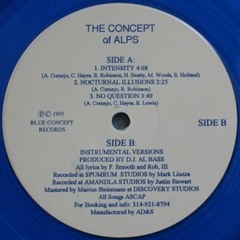 THE CONCEPT
of ALPS
SIDE A:
1. INTENSITY 4:08
(A. Cornejo, C. Hayes, R. Robinson, H. Beatty, M. Woods, E. Holland)
2. NOCTURNAL ILLUSIONS 2:25
(A. Cornejo, R. Robinson)
3. NO QUESTION 3:49
(A. Cornejo, C. Hayes, R. Lewis)
Ⓟ © 1995
BLUE CONCEPT
RECORDS
SIDE B
SIDE B:
INSTRUMENTAL VERSIONS
PRODUCED BY D.J. AL BASS
All lyrics by P. Smooth and Rob, III
Recorded at SPUMRUM STUDIOS by Mark Liuzza
Recorded at AMANDLA STUDIOS by Justin Stewart
Mastered by Marcus Steinmann @ DISCOVERY STUDIOS
All Songs ASCAP
For Booking and info: 314-921-8794
Manufactured by AD&S